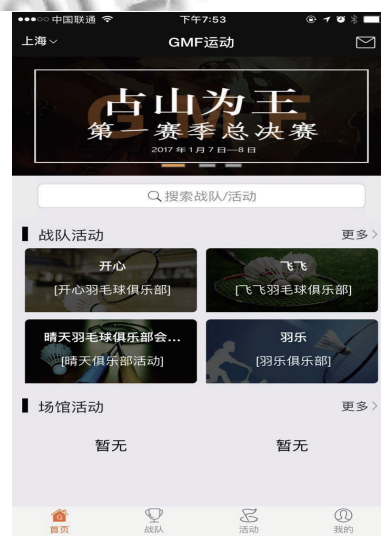 中国联通 下午7:53
上海 GMF运动
GMF
占山为王
第一赛季总决赛
2017年1月7日—8日
搜索战队/活动
战队活动 更多
开心 飞飞
[开心羽毛球俱乐部] [飞飞羽毛球俱乐部]
晴天羽毛球俱乐部会... 羽乐
[晴天俱乐部活动] [羽乐俱乐部]
场馆活动 更多
暂无 暂无
G
首页 战队 活动 我的